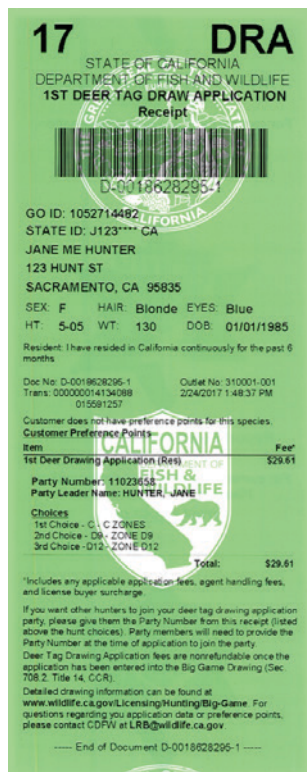 17 DRA
STATE OF CALIFORNIA
DEPARTMENT OF FISH AND WILDLIFE
1ST DEER TAG DRAW APPLICATION
Receipt
D-0018628295-1
GO ID: 1052714482
STATE ID: J123**** CA
JANE ME HUNTER
123 HUNT ST
SACRAMENTO, CA 95835
SEX: F HAIR: Blonde EYES: Blue
HT: 5-05 WT: 130 DOB: 01/01/1985
Resident: I have resided in California continuously for the past 6
months
Doc No: D-0018628295-1 Outlet No: 310001-001
Trans: 000000014134088 2/24/2017 1:48:37 PM
015591257
Customer does not have preference points for this species.
Customer Preference Points
CALIFORNIA
Item Fee*
1st Deer Drawing Application (Res) $29.61
DEPARTMENT OF
FISH &
WILDLIFE
Party Number: 11023658
Party Leader Name: HUNTER, JANE
Choices
1st Choice - C - C ZONES
2nd Choice - D9 - ZONE D9
3rd Choice - D12 - ZONE D12
Total: $29.61
*Includes any applicable application fees, agent handling fees,
and license buyer surcharge.
If you want other hunters to join your deer tag drawing application
party, please give them the Party Number from this receipt (listed
above the hunt choices). Party members will need to provide the
Party Number at the time of application to join the party.
Deer Tag Drawing Application fees are nonrefundable once the
application has been entered into the Big Game Drawing (Sec.
708.2, Title 14, CCR).
Detailed drawing information can be found at
www.wildlife.ca.gov/Licensing/Hunting/Big-Game. For
questions regarding you application data or preference points,
please contact CDFW at LRB@wildlife.ca.gov.
----- End of Document D-0018628295-1 -----